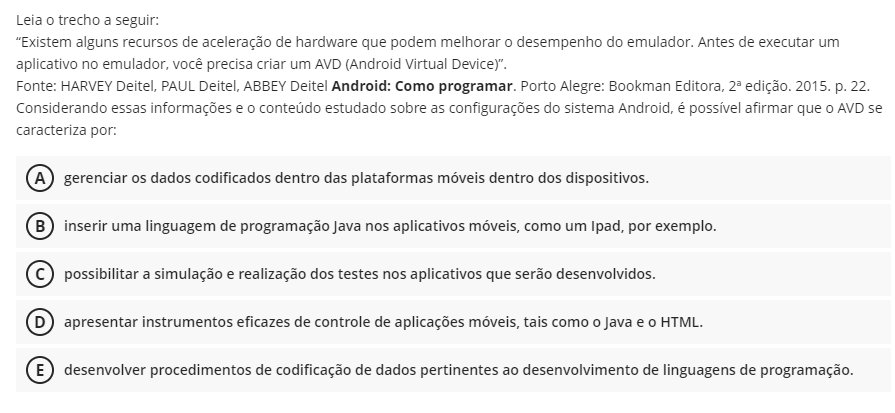 Leia o trecho a seguir:
“Existem alguns recursos de aceleração de hardware que podem melhorar o desempenho do emulador. Antes de executar um
aplicativo no emulador, você precisa criar um AVD (Android Virtual Device)”.
Fonte: HARVEY Deitel, PAUL Deitel, ABBEY Deitel Android: Como programar. Porto Alegre: Bookman Editora, 2ª edição. 2015. p. 22.
Considerando essas informações e o conteúdo estudado sobre as configurações do sistema Android, é possível afirmar que o AVD se
caracteriza por:
A gerenciar os dados codificados dentro das plataformas móveis dentro dos dispositivos.
B inserir uma linguagem de programação Java nos aplicativos móveis, como um Ipad, por exemplo.
C possibilitar a simulação e realização dos testes nos aplicativos que serão desenvolvidos.
D apresentar instrumentos eficazes de controle de aplicações móveis, tais como o Java e o HTML.
E desenvolver procedimentos de codificação de dados pertinentes ao desenvolvimento de linguagens de programação.